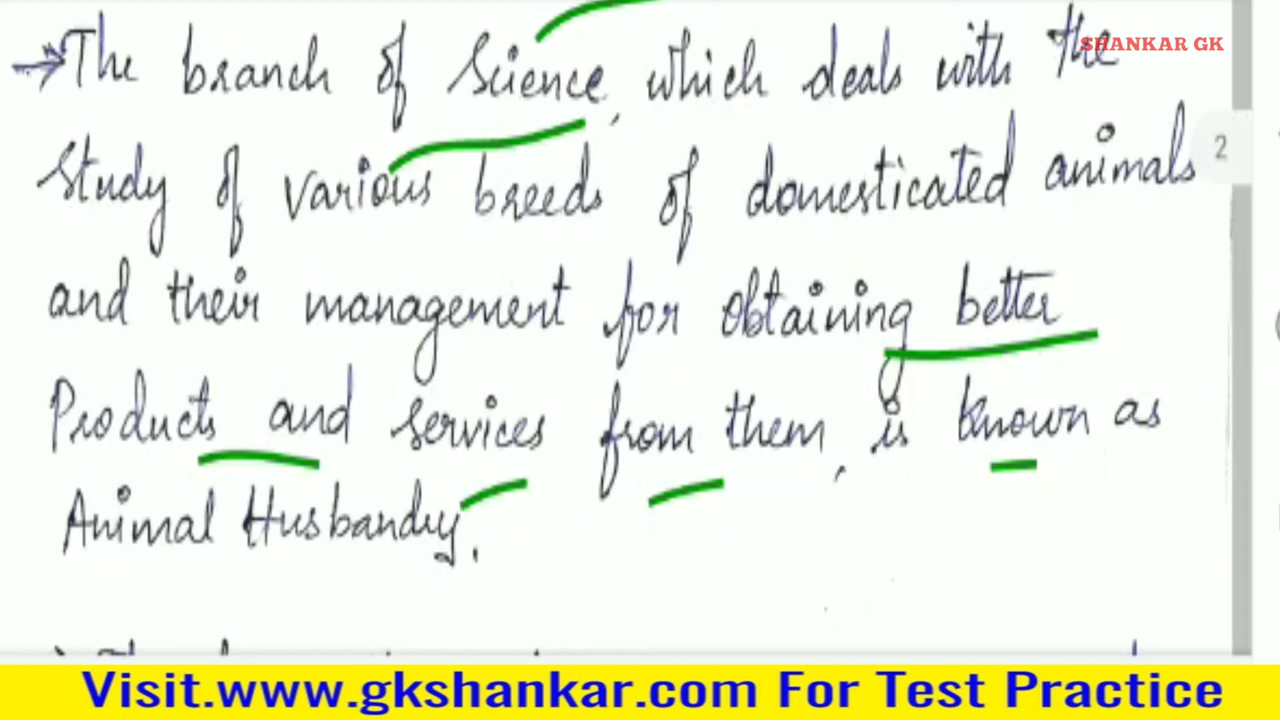 SHANKAR GK
→ The branch of Science, which deals with the
Study of various breeds of domesticated animals
2
and their management for obtaining better
Products and services from them, is known as
Animal Husbandry.
Visit.www.gkshankar.com For Test Practice